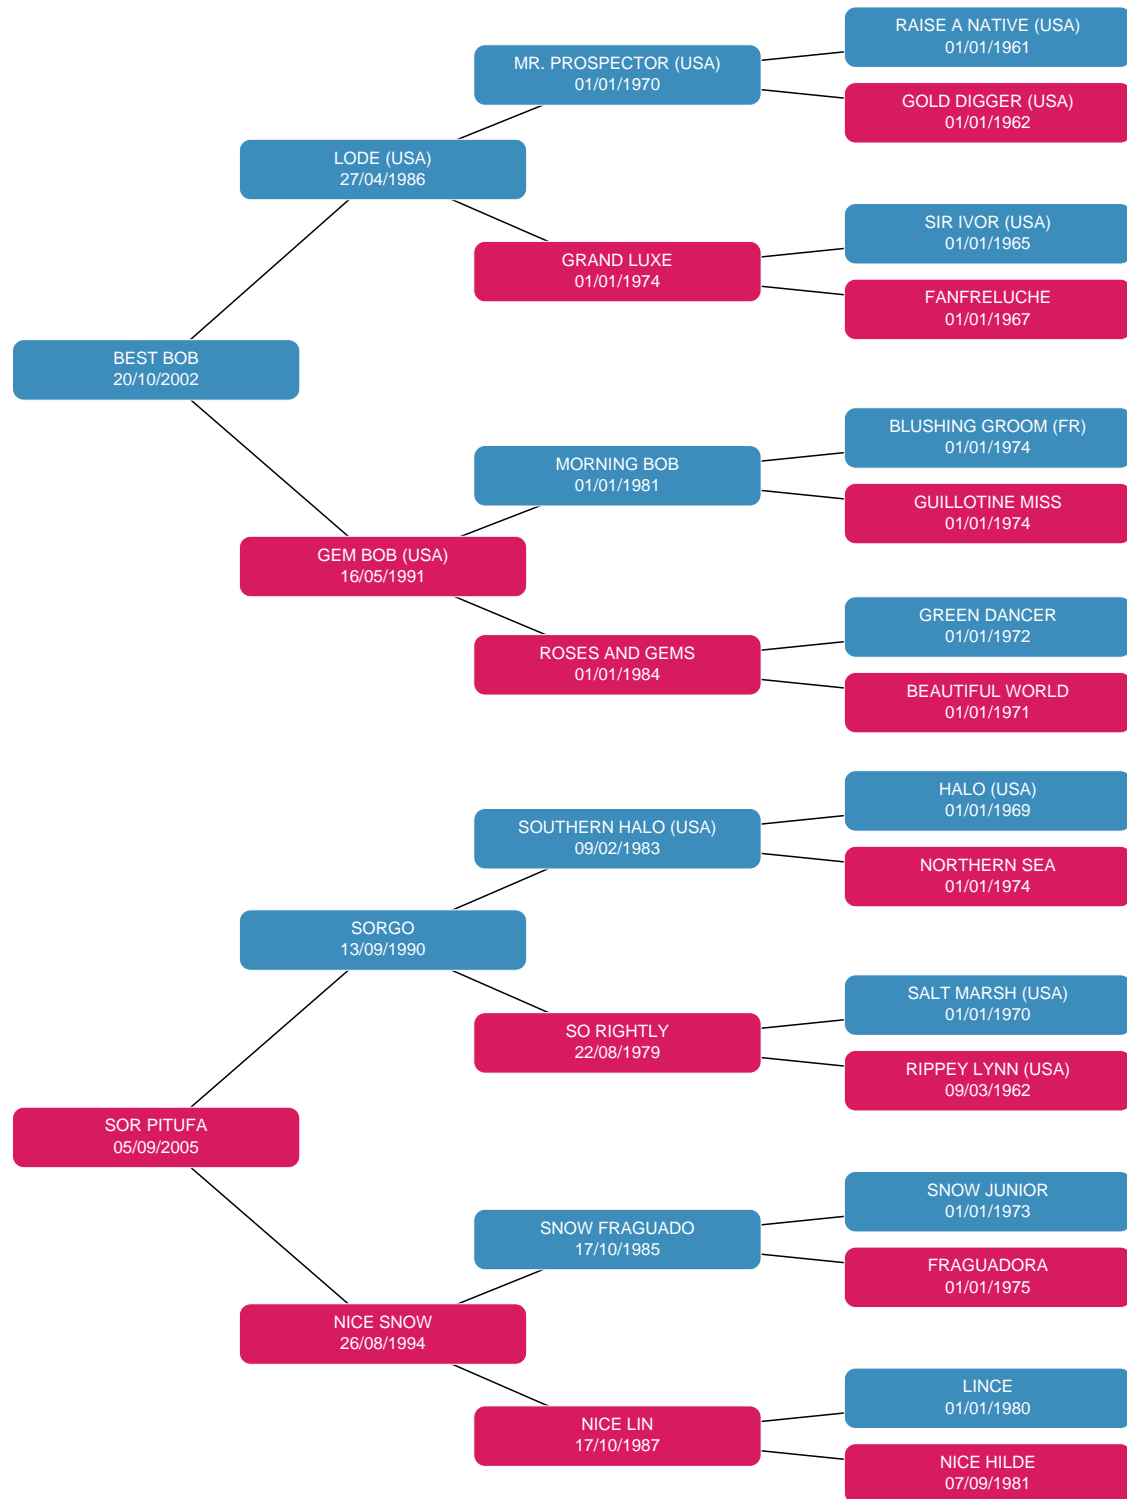 RAISE A NATIVE (USA)
01/01/1961
MR. PROSPECTOR (USA)
01/01/1970
GOLD DIGGER (USA)
01/01/1962
LODE (USA)
27/04/1986
SIR IVOR (USA)
01/01/1965
GRAND LUXE
01/01/1974
FANFRELUCHE
01/01/1967
BEST BOB
20/10/2002
BLUSHING GROOM (FR)
01/01/1974
MORNING BOB
01/01/1981
GUILLOTINE MISS
01/01/1974
GEM BOB (USA)
16/05/1991
GREEN DANCER
01/01/1972
ROSES AND GEMS
01/01/1984
BEAUTIFUL WORLD
01/01/1971
HALO (USA)
01/01/1969
SOUTHERN HALO (USA)
09/02/1983
NORTHERN SEA
01/01/1974
SORGO
13/09/1990
SALT MARSH (USA)
01/01/1970
SO RIGHTLY
22/08/1979
RIPPEY LYNN (USA)
09/03/1962
SOR PITUFA
05/09/2005
SNOW JUNIOR
01/01/1973
SNOW FRAGUADO
17/10/1985
FRAGUADORA
01/01/1975
NICE SNOW
26/08/1994
LINCE
01/01/1980
NICE LIN
17/10/1987
NICE HILDE
07/09/1981